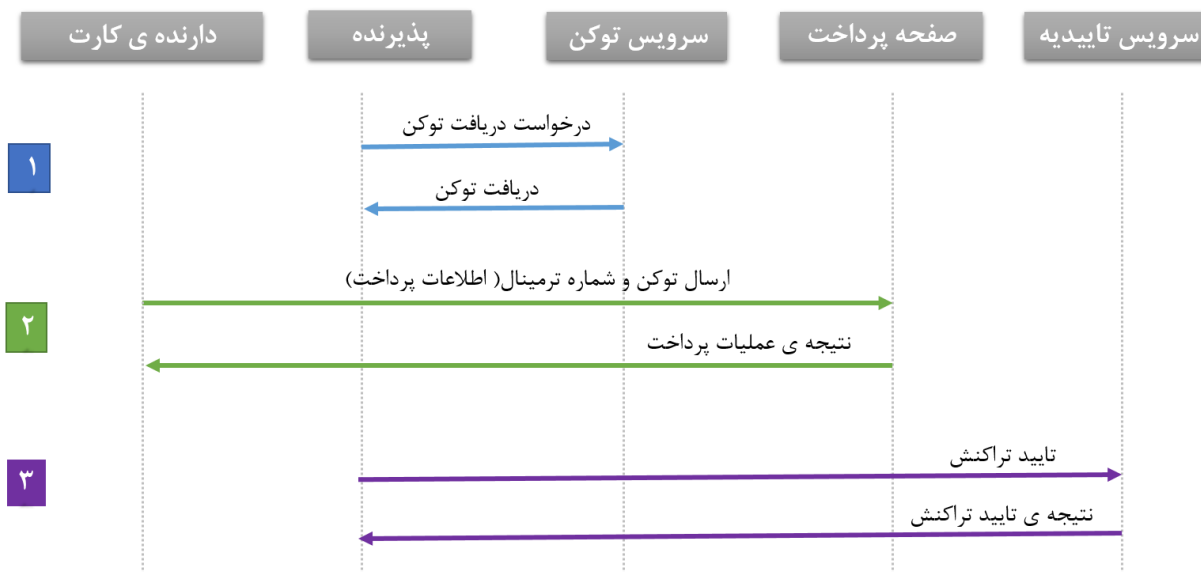 سرویس تاییدیه
صفحه پرداخت
سرویس توکن
پذیرنده
دارنده ی کارت
۱
درخواست دریافت توکن
دریافت توکن
۲
ارسال توکن و شماره ترمینال( اطلاعات پرداخت)
نتیجه ی عملیات پرداخت
۳
تایید تراکنش
نتیجه ی تایید تراکنش